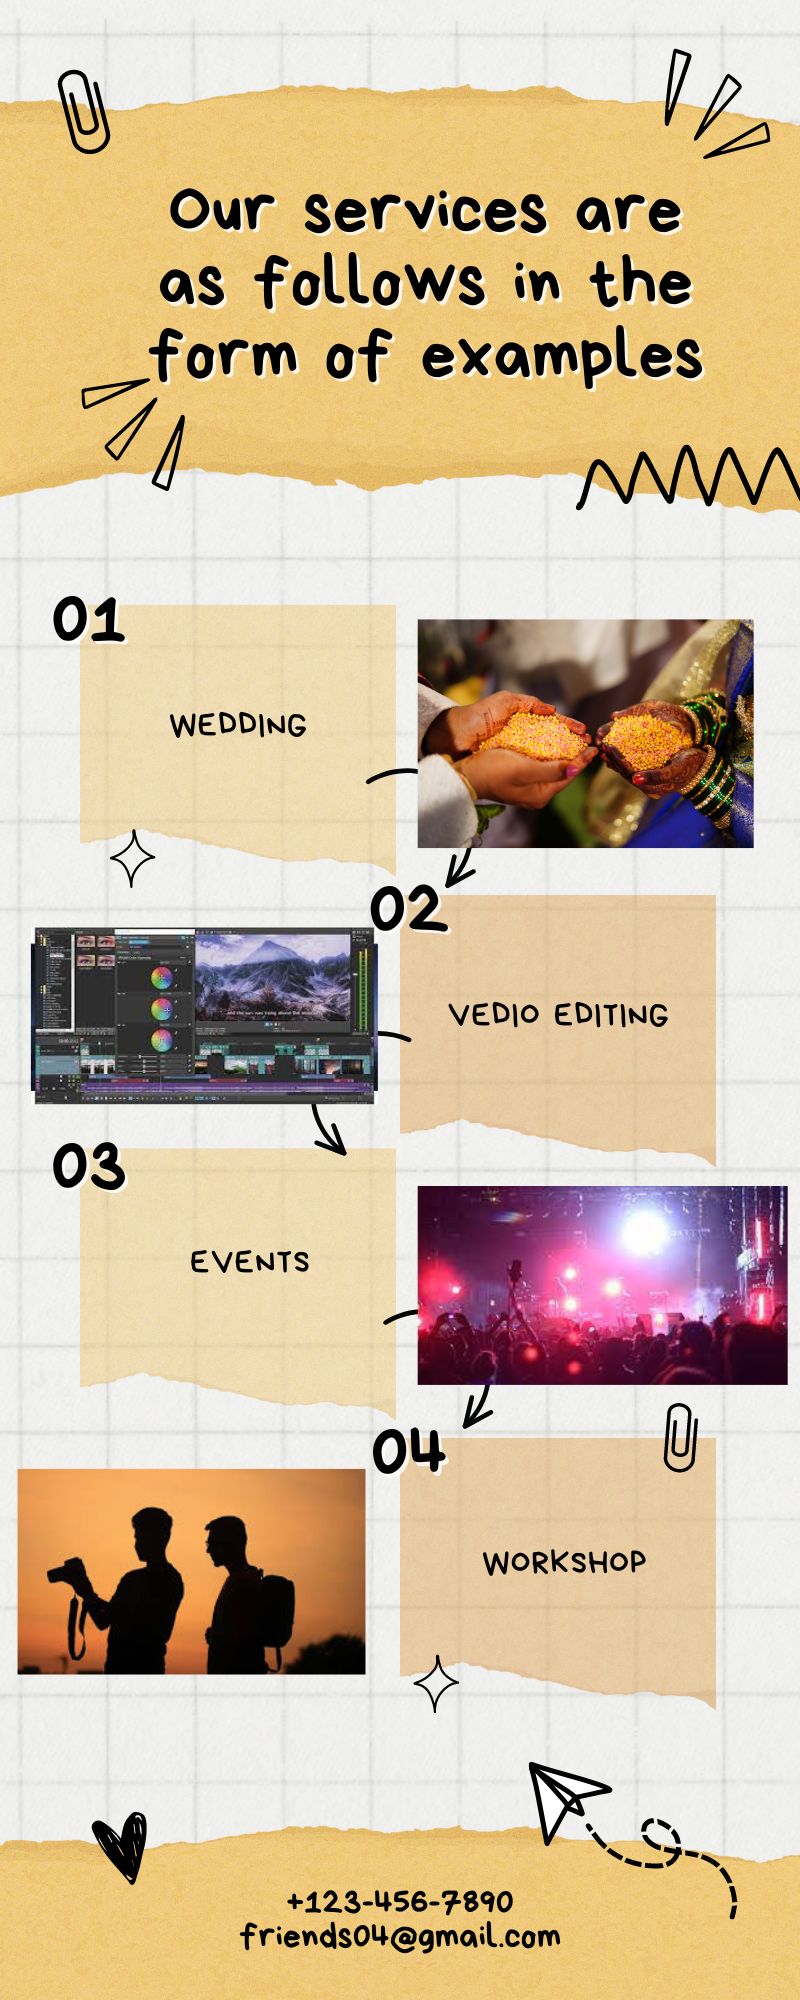 Our services are
as follows in the
form of examples
01
WEDDING
02
VEDIO EDITING
03
EVENTS
04
WORKSHOP
+123-456-7890
friends04@gmail.com